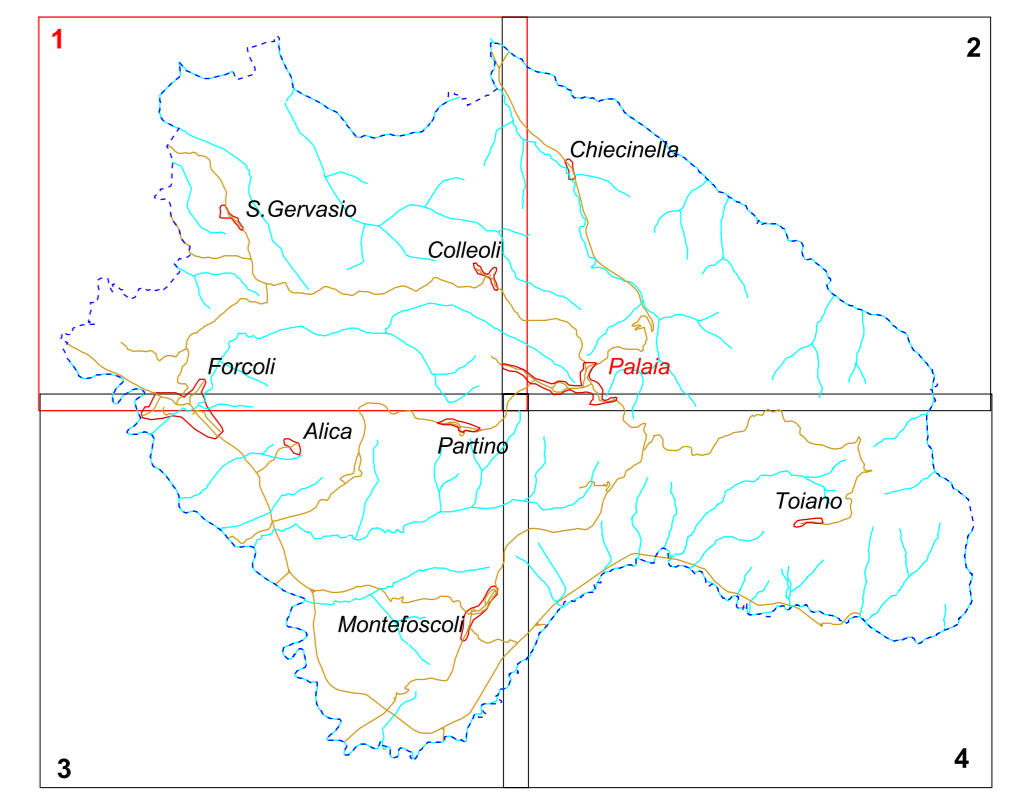 1
2
Chiecinella
S.Gervasio
Colleoli
Forcoli
Palaia
Alica
Partino
Toiano
Montefoscoli
3
4